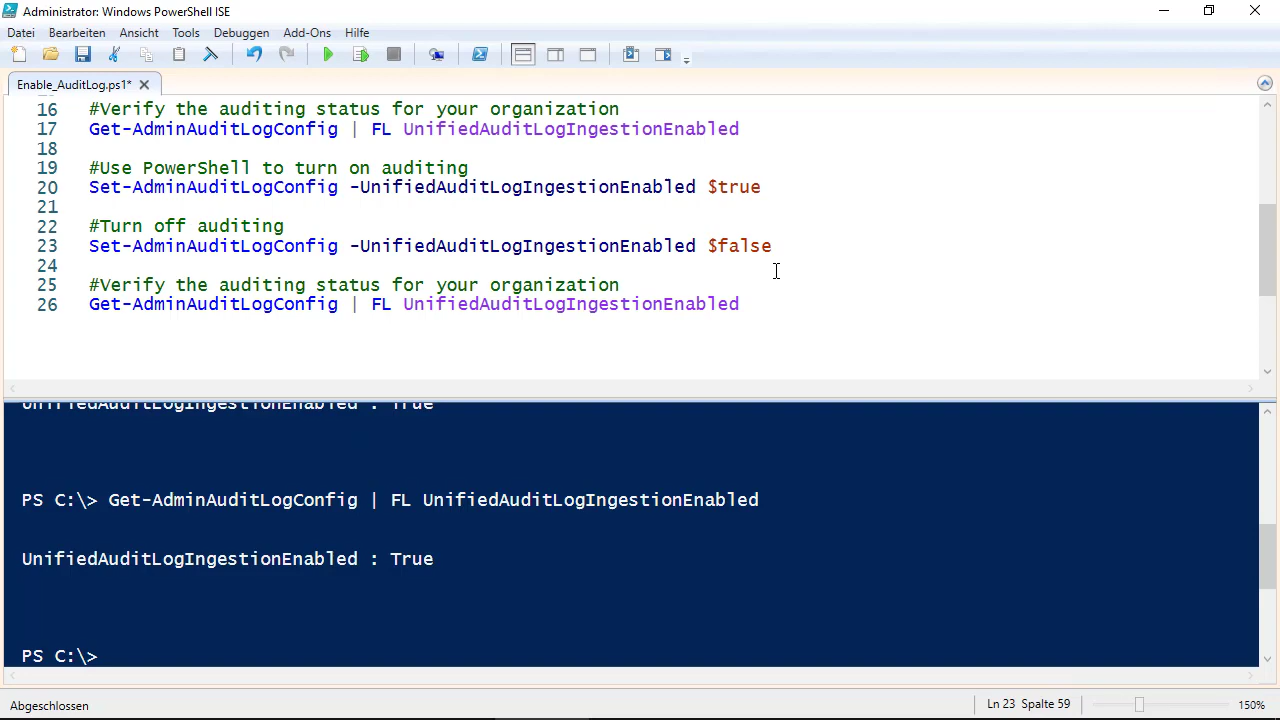 Administrator: Windows PowerShell ISE
Datei Bearbeiten Ansicht Tools Debuggen Add-Ons Hilfe
Enable_AuditLog.ps1*
16 #Verify the auditing status for your organization
17 Get-AdminAuditLogConfig | FL UnifiedAuditLogIngestionEnabled
18
19 #Use PowerShell to turn on auditing
20 Set-AdminAuditLogConfig -UnifiedAuditLogIngestionEnabled $true
21
22 #Turn off auditing
23 Set-AdminAuditLogConfig -UnifiedAuditLogIngestionEnabled $false
24
25 #Verify the auditing status for your organization
26 Get-AdminAuditLogConfig | FL UnifiedAuditLogIngestionEnabled
UnifiedAuditLogIngestionEnabled : True
PS C:\> Get-AdminAuditLogConfig | FL UnifiedAuditLogIngestionEnabled
UnifiedAuditLogIngestionEnabled : True
PS C:\>
Abgeschlossen Ln 23 Spalte 59 150%